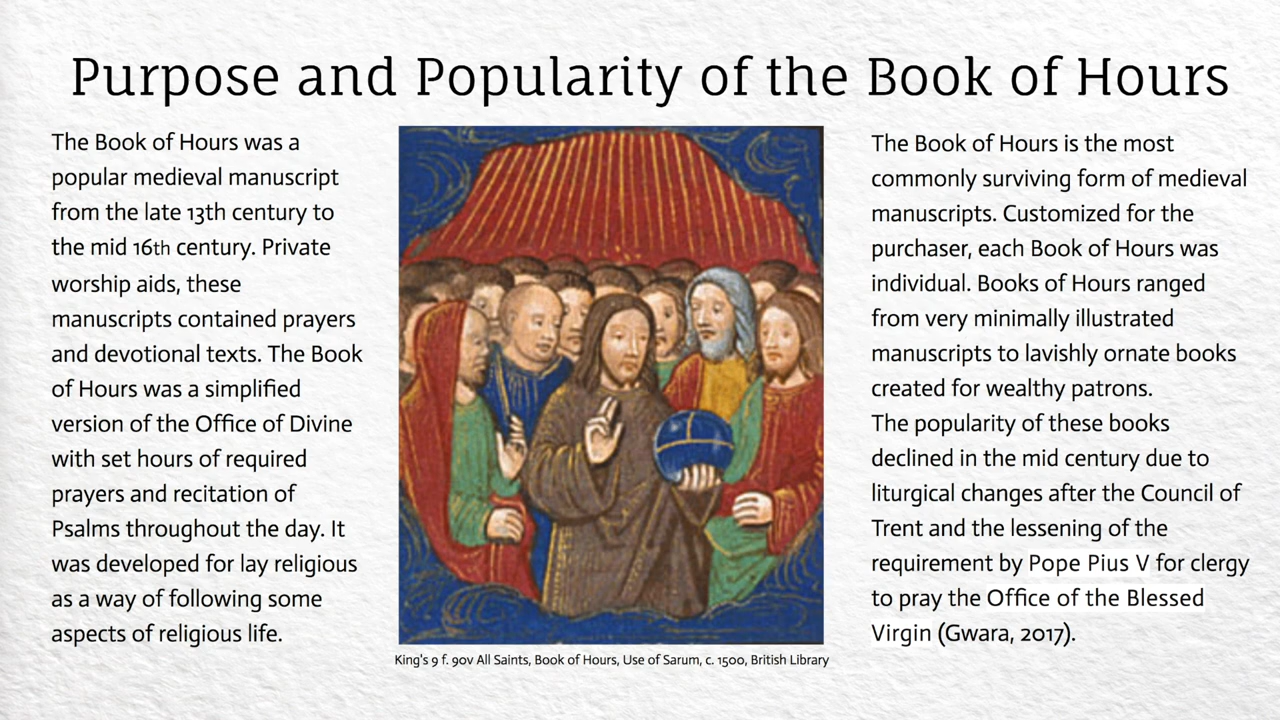 Purpose and Popularity of the Book of Hours
The Book of Hours was a
popular medieval manuscript
from the late 13th century to
the mid 16th century. Private
worship aids, these
manuscripts contained prayers
and devotional texts. The Book
of Hours was a simplified
version of the Office of Divine
with set hours of required
prayers and recitation of
Psalms throughout the day. It
was developed for lay religious
as a way of following some
aspects of religious life.
King's 9 f. 90v All Saints, Book of Hours, Use of Sarum, c. 1500, British Library
The Book of Hours is the most
commonly surviving form of medieval
manuscripts. Customized for the
purchaser, each Book of Hours was
individual. Books of Hours ranged
from very minimally illustrated
manuscripts to lavishly ornate books
created for wealthy patrons.
The popularity of these books
declined in the mid century due to
liturgical changes after the Council of
Trent and the lessening of the
requirement by Pope Pius V for clergy
to pray the Office of the Blessed
Virgin (Gwara, 2017).